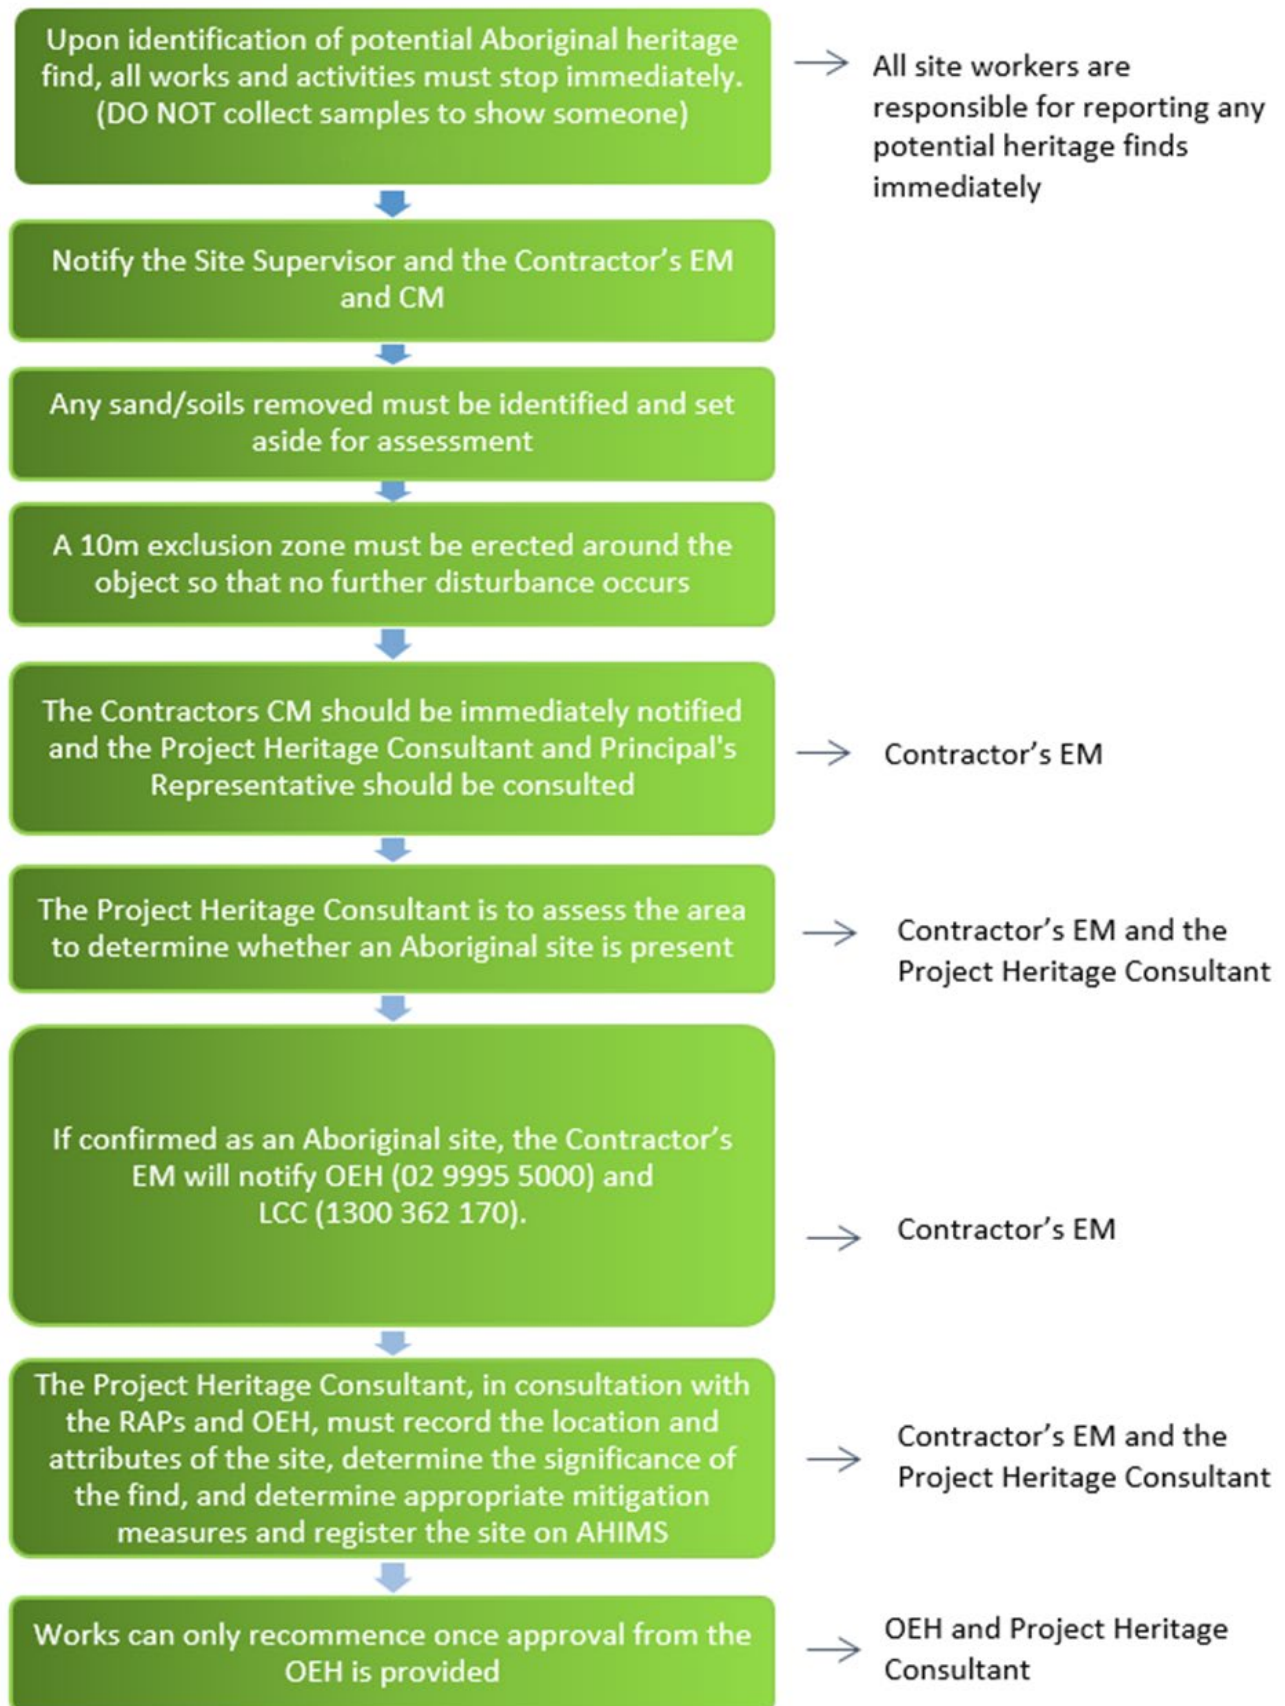 Upon identification of potential Aboriginal heritage
find, all works and activities must stop immediately.
(DO NOT collect samples to show someone)
All site workers are
responsible for reporting any
potential heritage finds
immediately
Notify the Site Supervisor and the Contractor’s EM
and CM
Any sand/soils removed must be identified and set
aside for assessment
A 10m exclusion zone must be erected around the
object so that no further disturbance occurs
The Contractors CM should be immediately notified
and the Project Heritage Consultant and Principal's
Representative should be consulted
Contractor’s EM
The Project Heritage Consultant is to assess the area
to determine whether an Aboriginal site is present
Contractor’s EM and the
Project Heritage Consultant
If confirmed as an Aboriginal site, the Contractor’s
EM will notify OEH (02 9995 5000) and
LCC (1300 362 170).
Contractor’s EM
The Project Heritage Consultant, in consultation with
the RAPs and OEH, must record the location and
attributes of the site, determine the significance of
the find, and determine appropriate mitigation
measures and register the site on AHIMS
Contractor’s EM and the
Project Heritage Consultant
Works can only recommence once approval from the
OEH is provided
OEH and Project Heritage
Consultant